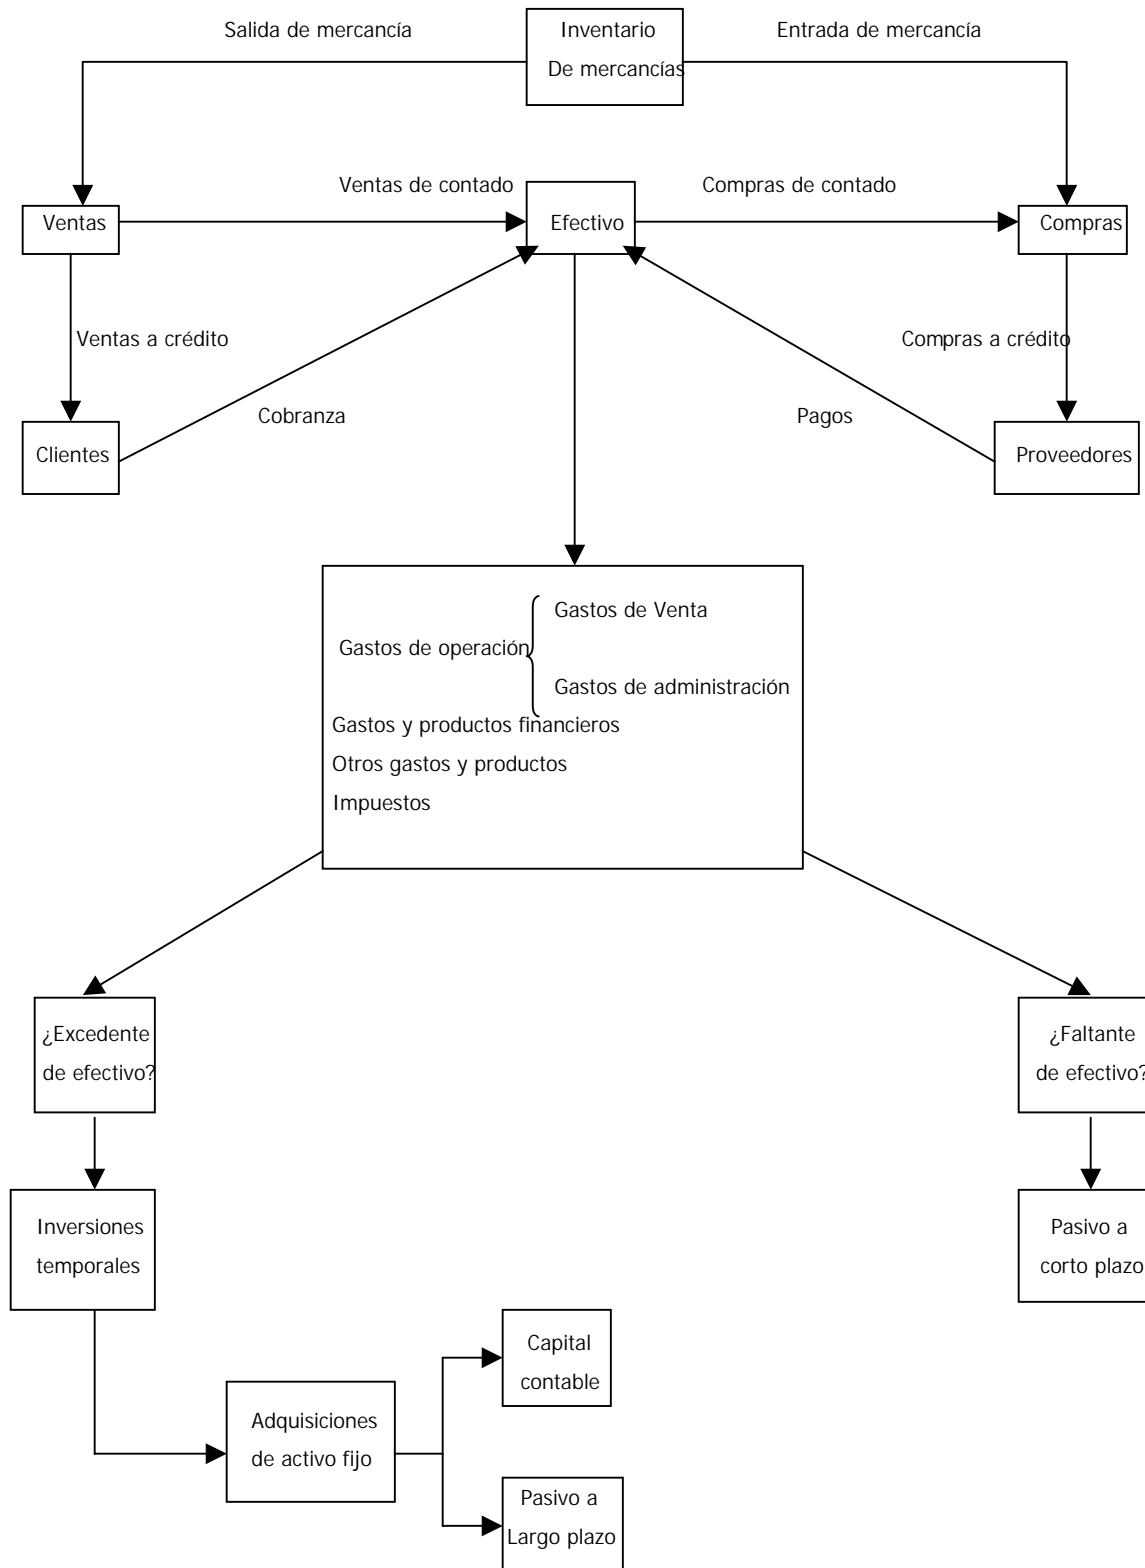 Salida de mercancía
Inventario
De mercancías
Entrada de mercancía
Ventas de contado
Compras de contado
Ventas
Efectivo
Compras
Ventas a crédito
Compras a crédito
Cobranza
Pagos
Clientes
Proveedores
Gastos de Venta
Gastos de operación
Gastos de administración
Gastos y productos financieros
Otros gastos y productos
Impuestos
¿Excedente
de efectivo?
¿Faltante
de efectivo?
Inversiones
temporales
Pasivo a
corto plazo
Capital
contable
Adquisiciones
de activo fijo
Pasivo a
Largo plazo